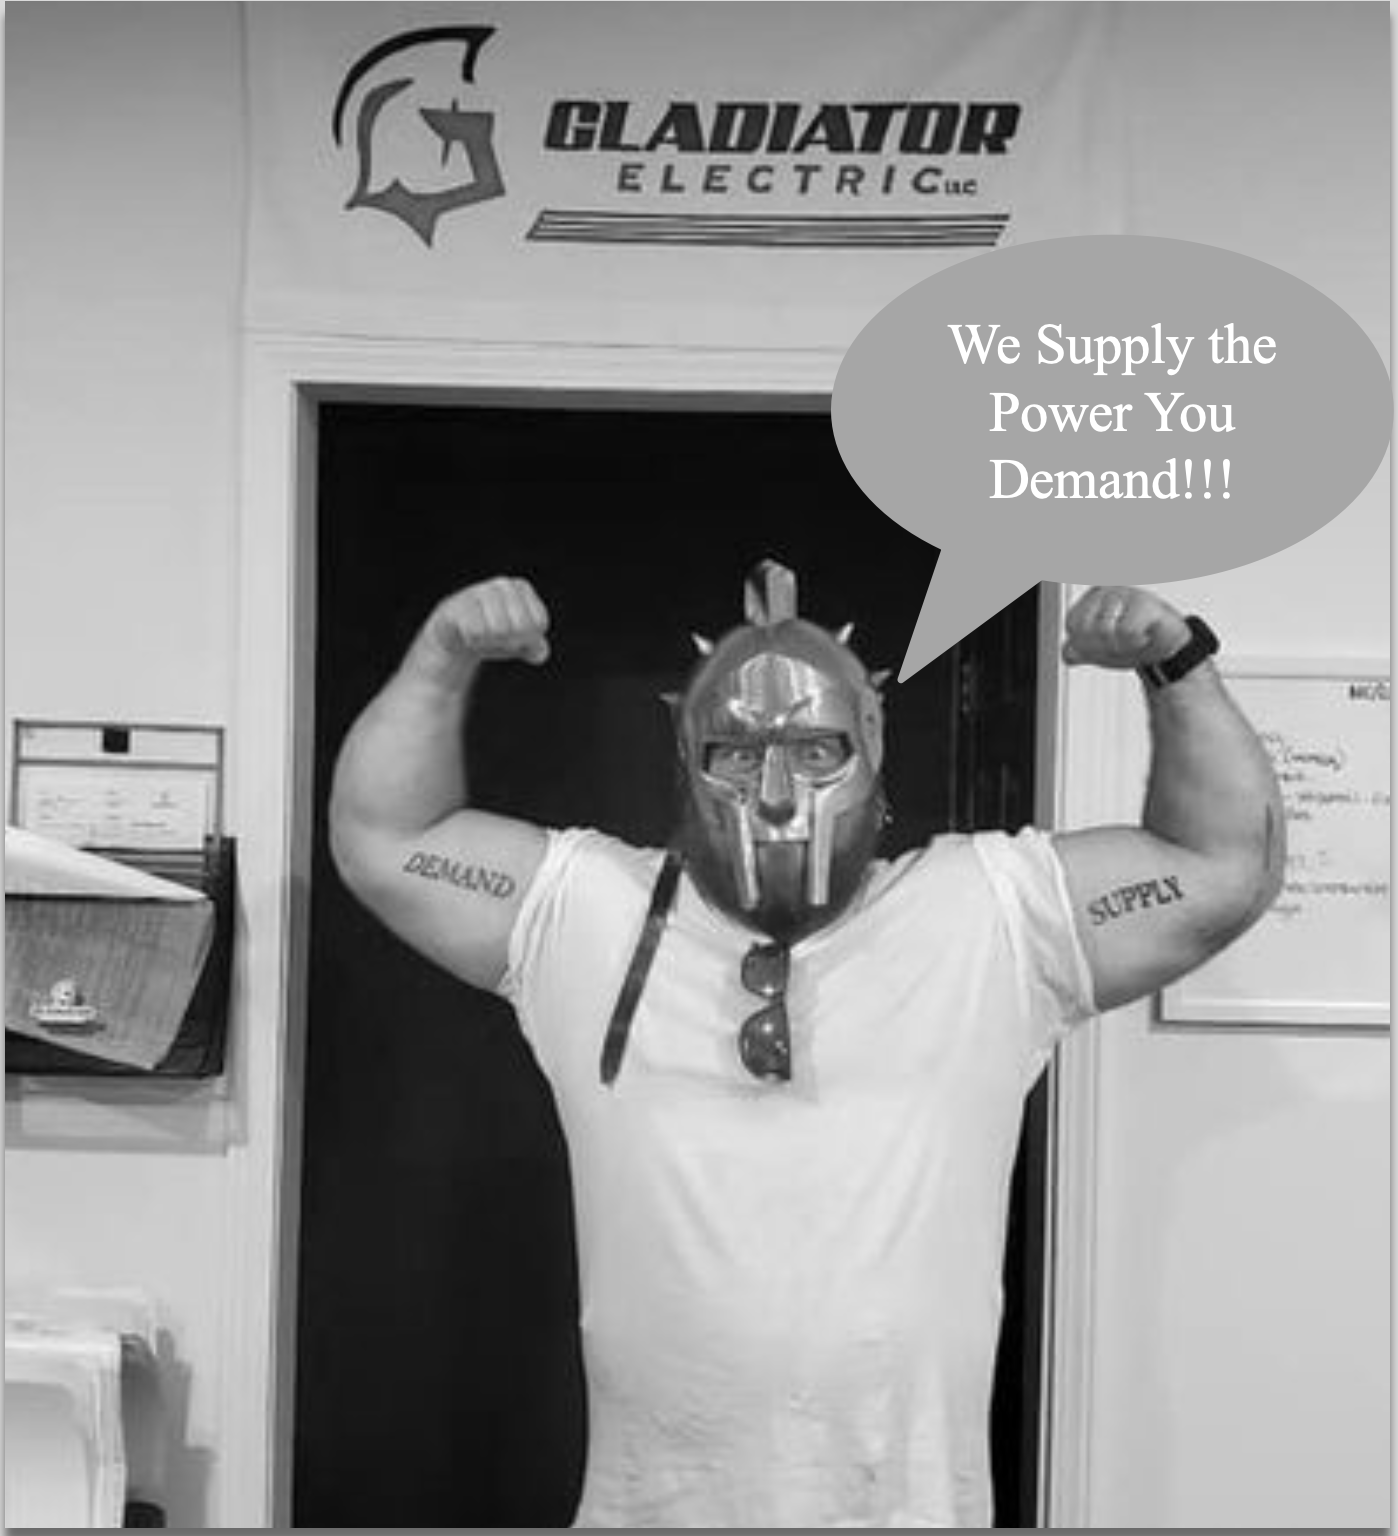 GLADIATOR
ELECTRIC LLC
We Supply the
Power You
Demand!!!
DEMAND
SUPPLY